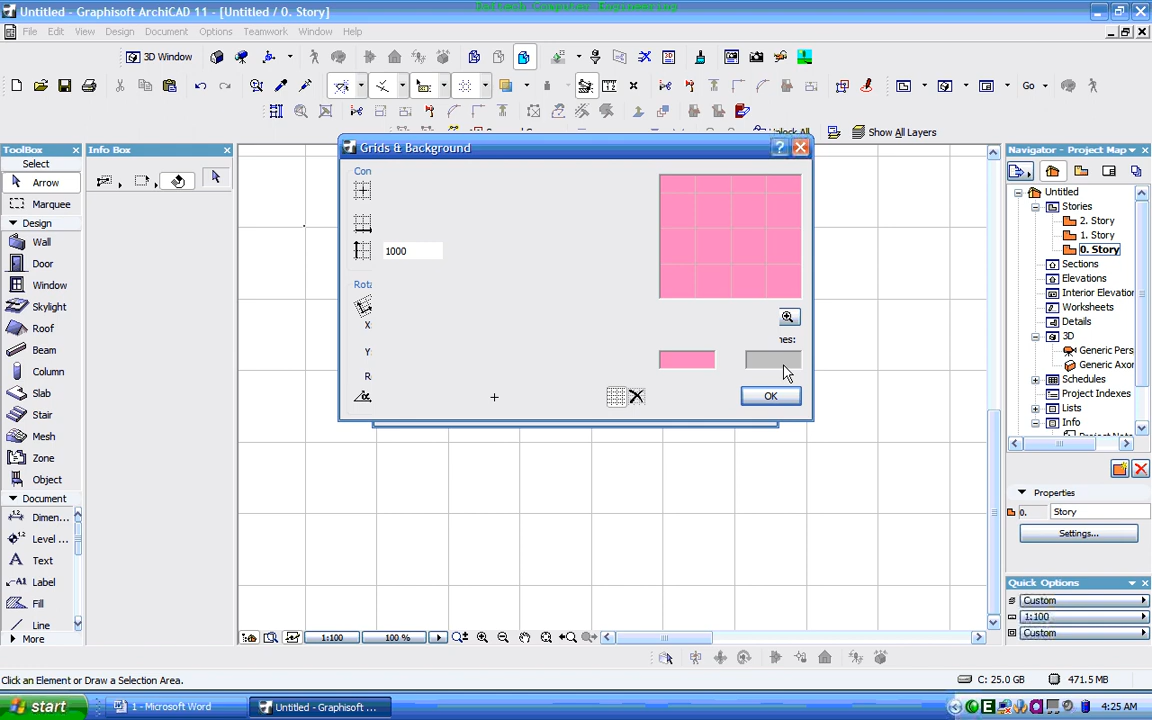 Untitled - Graphisoft ArchiCAD 11 - [Untitled / 0. Story]
File Edit View Design Document Options Teamwork Window Help
3D Window
Go
Show All Layers
ToolBox
Select
Arrow
Marquee
Design
Wall
Door
Window
Skylight
Roof
Beam
Column
Slab
Stair
Mesh
Zone
Object
Document
Dimen...
Level ...
Text
Label
Fill
Line
More
Info Box
Grids & Background
Con
1000
Rota
X
Y:
R
nes:
OK
Navigator - Project Map
Untitled
Stories
2. Story
1. Story
0. Story
Sections
Elevations
Interior Elevation
Worksheets
Details
3D
Generic Pers
Generic Axor
Schedules
Project Indexes
Lists
Info
Properties
0. Story
Settings...
Quick Options
Custom
1:100
Custom
1:100 100 %
Click an Element or Draw a Selection Area.
C: 25.0 GB 471.5 MB
start 1 - Microsoft Word Untitled - Graphisoft ... 4:25 AM